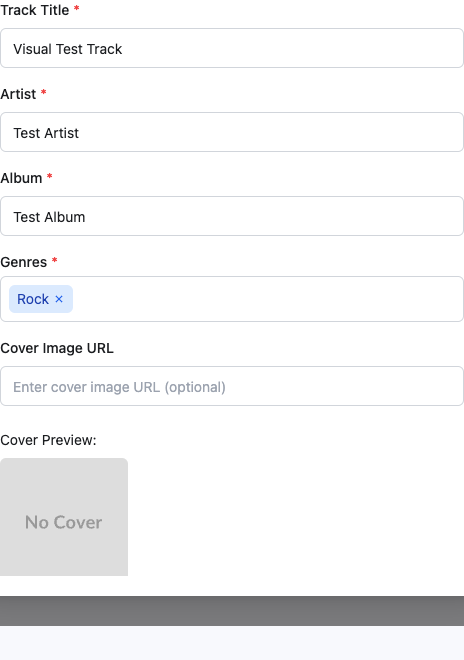 Track Title *
Visual Test Track
Artist *
Test Artist
Album *
Test Album
Genres *
Rock ×
Cover Image URL
Enter cover image URL (optional)
Cover Preview:
No Cover